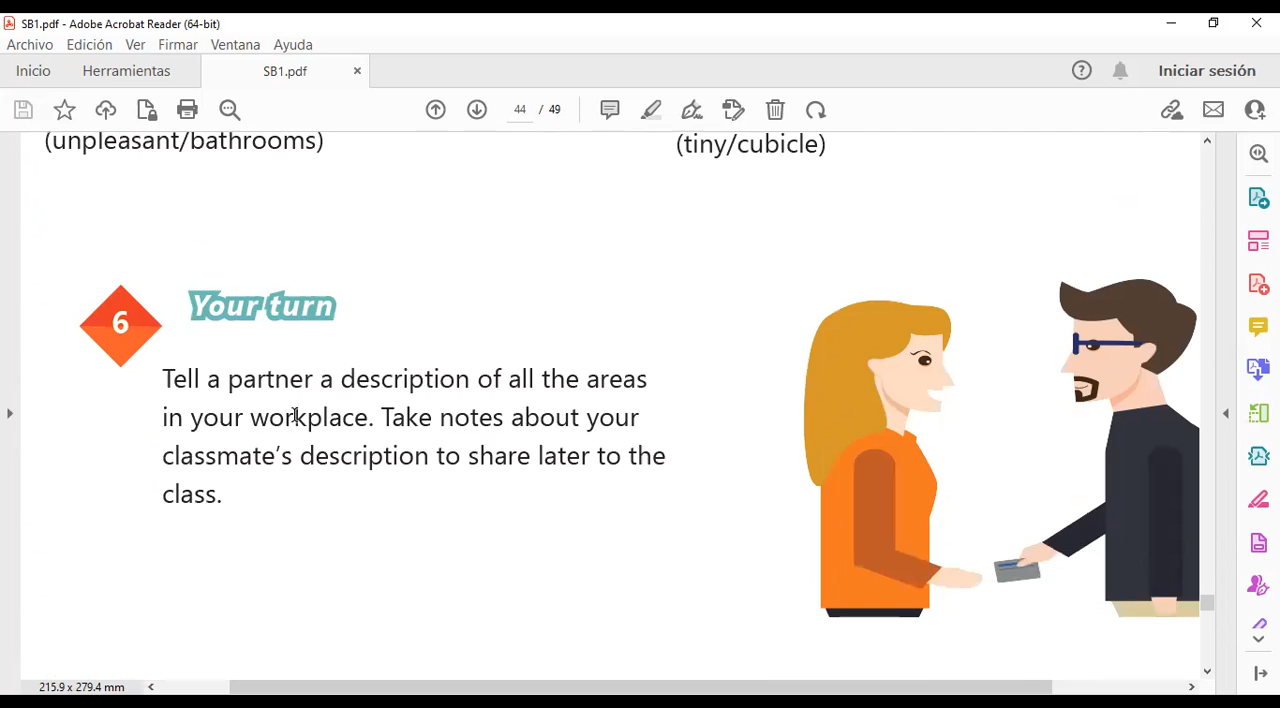 SB1.pdf - Adobe Acrobat Reader (64-bit)
Archivo Edición Ver Firmar Ventana Ayuda
Inicio Herramientas SB1.pdf Iniciar sesión
44 / 49
(unpleasant/bathrooms) (tiny/cubicle)
6 Your turn
Tell a partner a description of all the areas
in your workplace. Take notes about your
classmate’s description to share later to the
class.
215.9 x 279.4 mm